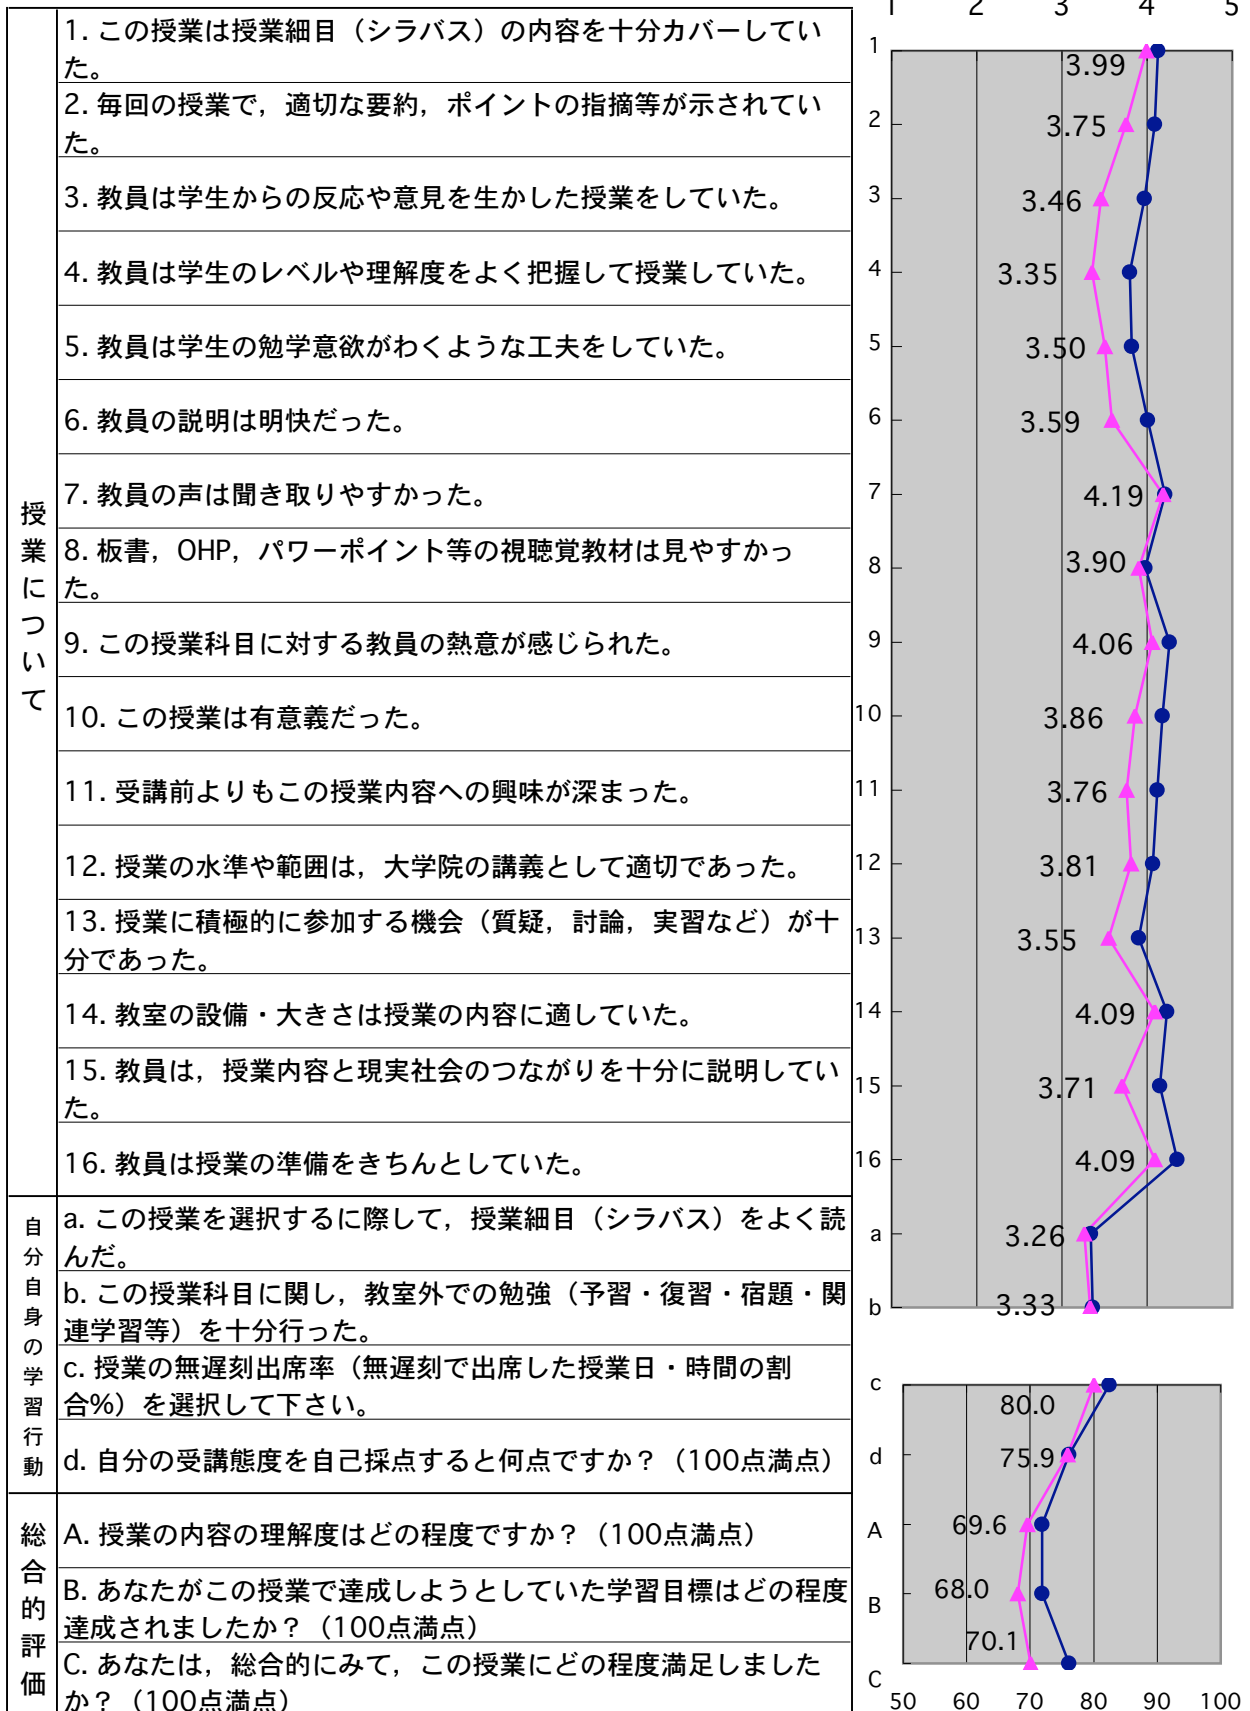 授業について
1. この授業は授業細目（シラバス）の内容を十分カバーしてい
た。
2. 毎回の授業で，適切な要約，ポイントの指摘等が示されてい
た。
3. 教員は学生からの反応や意見を生かした授業をしていた。
4. 教員は学生のレベルや理解度をよく把握して授業していた。
5. 教員は学生の勉学意欲がわくような工夫をしていた。
6. 教員の説明は明快だった。
7. 教員の声は聞き取りやすかった。
8. 板書，OHP，パワーポイント等の視聴覚教材は見やすかっ
た。
9. この授業科目に対する教員の熱意が感じられた。
10. この授業は有意義だった。
11. 受講前よりもこの授業内容への興味が深まった。
12. 授業の水準や範囲は，大学院の講義として適切であった。
13. 授業に積極的に参加する機会（質疑，討論，実習など）が十
分であった。
14. 教室の設備・大きさは授業の内容に適していた。
15. 教員は，授業内容と現実社会のつながりを十分に説明してい
た。
16. 教員は授業の準備をきちんとしていた。
自分自身の学習行動
a. この授業を選択するに際して，授業細目（シラバス）をよく読
んだ。
b. この授業科目に関し，教室外での勉強（予習・復習・宿題・関
連学習等）を十分行った。
c. 授業の無遅刻出席率（無遅刻で出席した授業日・時間の割
合%）を選択して下さい。
d. 自分の受講態度を自己採点すると何点ですか？（100点満点）
総合的評価
A. 授業の内容の理解度はどの程度ですか？（100点満点）
B. あなたがこの授業で達成しようとしていた学習目標はどの程度
達成されましたか？（100点満点）
C. あなたは，総合的にみて，この授業にどの程度満足しました
か？（100点満点）
1 2 3 4 5
1 3.99
2 3.75
3 3.46
4 3.35
5 3.50
6 3.59
7 4.19
8 3.90
9 4.06
10 3.86
11 3.76
12 3.81
13 3.55
14 4.09
15 3.71
16 4.09
a 3.26
b 3.33
c 80.0
d 75.9
A 69.6
B 68.0
C 70.1
50 60 70 80 90 100